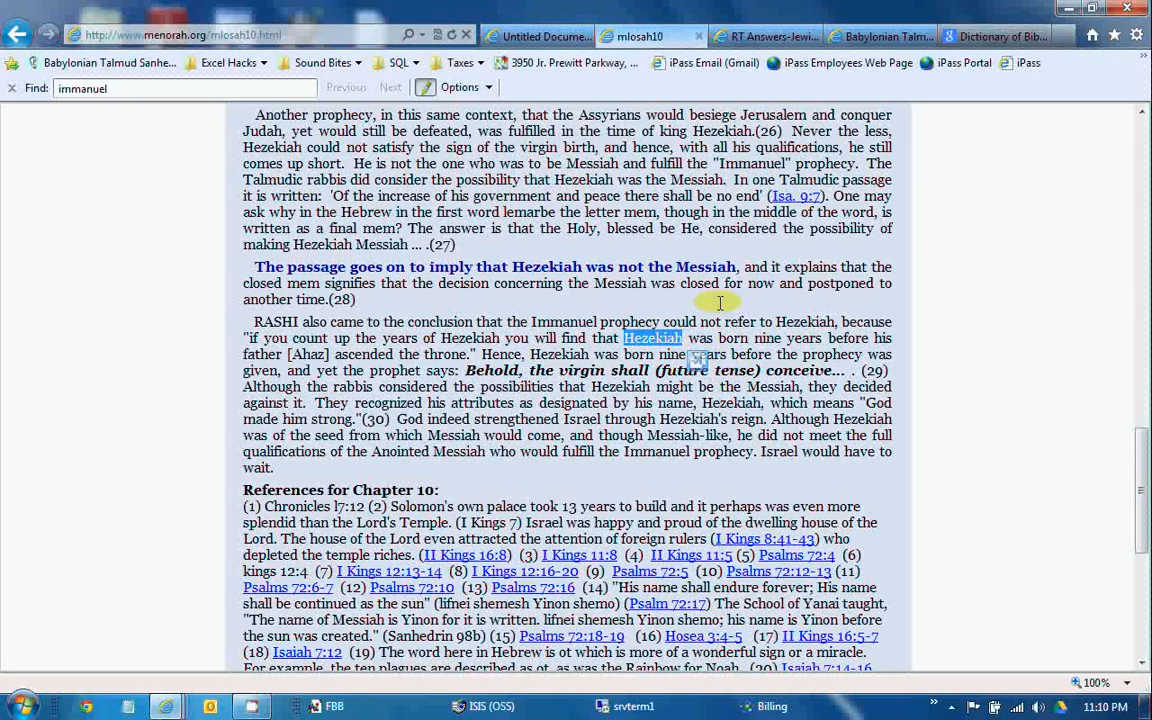 http://www.menorah.org/mlosah10.html
Untitled Docume...
mlosah10
RT Answers-Jewi...
Babylonian Talm...
Dictionary of Bib...
Babylonian Talmud Sanhe...
Excel Hacks
Sound Bites
SQL
Taxes
3950 Jr. Prewitt Parkway, ...
iPass Email (Gmail)
iPass Employees Web Page
iPass Portal
iPass
Find: immanuel
Previous
Next
Options
Another prophecy, in this same context, that the Assyrians would besiege Jerusalem and conquer
Judah, yet would still be defeated, was fulfilled in the time of king Hezekiah.(26) Never the less,
Hezekiah could not satisfy the sign of the virgin birth, and hence, with all his qualifications, he still
comes up short. He is not the one who was to be Messiah and fulfill the "Immanuel" prophecy. The
Talmudic rabbis did consider the possibility that Hezekiah was the Messiah. In one Talmudic passage
it is written: 'Of the increase of his government and peace there shall be no end' (Isa. 9:7). One may
ask why in the Hebrew in the first word lemarbe the letter mem, though in the middle of the word, is
written as a final mem? The answer is that the Holy, blessed be He, considered the possibility of
making Hezekiah Messiah ... .(27)
The passage goes on to imply that Hezekiah was not the Messiah, and it explains that the
closed mem signifies that the decision concerning the Messiah was closed for now and postponed to
another time.(28)
RASHI also came to the conclusion that the Immanuel prophecy could not refer to Hezekiah, because
"if you count up the years of Hezekiah you will find that Hezekiah was born nine years before his
father [Ahaz] ascended the throne." Hence, Hezekiah was born nine years before the prophecy was
given, and yet the prophet says: Behold, the virgin shall (future tense) conceive... . (29)
Although the rabbis considered the possibilities that Hezekiah might be the Messiah, they decided
against it. They recognized his attributes as designated by his name, Hezekiah, which means "God
made him strong."(30) God indeed strengthened Israel through Hezekiah's reign. Although Hezekiah
was of the seed from which Messiah would come, and though Messiah-like, he did not meet the full
qualifications of the Anointed Messiah who would fulfill the Immanuel prophecy. Israel would have to
wait.
References for Chapter 10:
(1) Chronicles l7:12 (2) Solomon's own palace took 13 years to build and it perhaps was even more
splendid than the Lord's Temple. (I Kings 7) Israel was happy and proud of the dwelling house of the
Lord. The house of the Lord even attracted the attention of foreign rulers (I Kings 8:41-43) who
depleted the temple riches. (II Kings 16:8) (3) I Kings 11:8 (4) II Kings 11:5 (5) Psalms 72:4 (6)
kings 12:4 (7) I Kings 12:13-14 (8) I Kings 12:16-20 (9) Psalms 72:5 (10) Psalms 72:12-13 (11)
Psalms 72:6-7 (12) Psalms 72:10 (13) Psalms 72:16 (14) "His name shall endure forever; His name
shall be continued as the sun" (lifnei shemesh Yinon shemo) (Psalm 72:17) The School of Yanai taught,
"The name of Messiah is Yinon for it is written. lifnei shemesh Yinon shemo; his name is Yinon before
the sun was created." (Sanhedrin 98b) (15) Psalms 72:18-19 (16) Hosea 3:4-5 (17) II Kings 16:5-7
(18) Isaiah 7:12 (19) The word here in Hebrew is ot which is more of a wonderful sign or a miracle.
For example, the ten plagues are described as ot, as was the Rainbow for Noah. (20) Isaiah 7:14-16
100%
FBB
ISIS (OSS)
srvterm1
Billing
11:10 PM